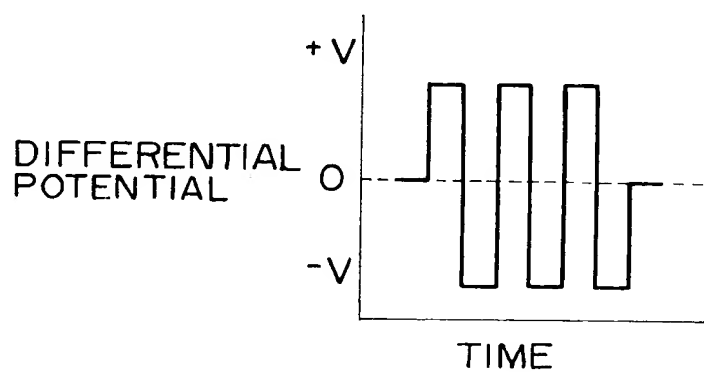 +V
DIFFERENTIAL
POTENTIAL
0
-V
TIME